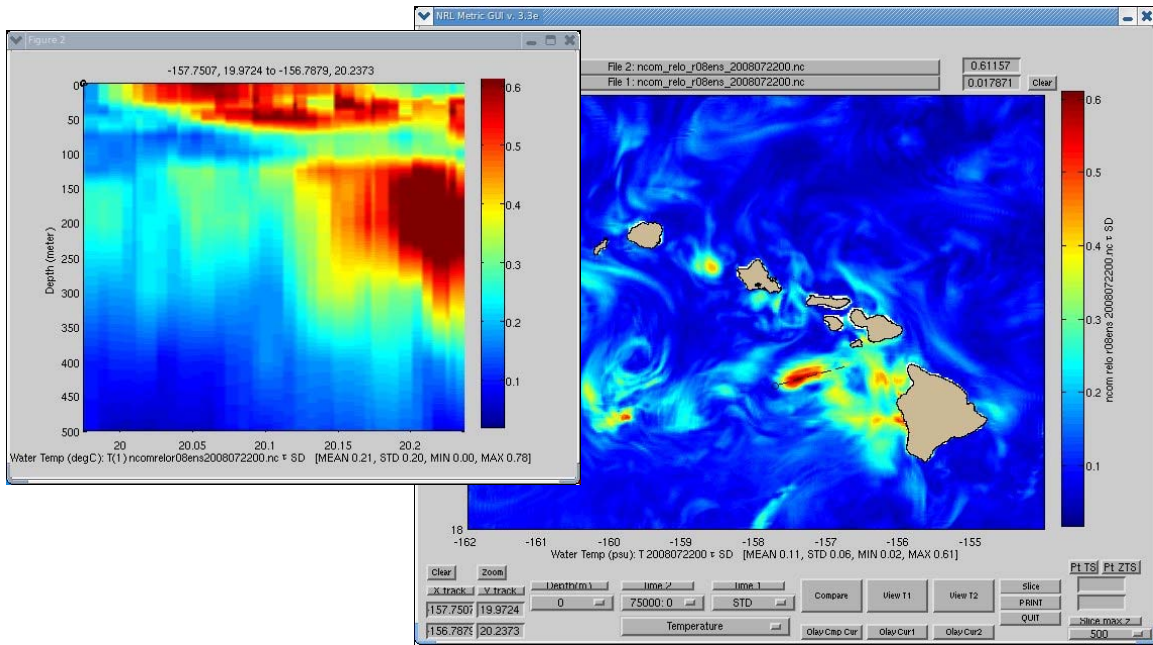 Figure 2
-157.7507, 19.9724 to -156.7879, 20.2373
0
50
100
150
200
250
300
350
400
450
500
Depth (meter)
20
20.05
20.1
20.15
20.2
0.6
0.5
0.4
0.3
0.2
0.1
Water Temp (degC): T(1) ncomrelor08ens2008072200.nc τ SD [MEAN 0.21, STD 0.20, MIN 0.00, MAX 0.78]
NRL Metric GUI v. 3.3e
File 2: ncom_relo_r08ens_2008072200.nc
0.61157
File 1: ncom_relo_r08ens_2008072200.nc
0.017871
Clear
0.6
0.5
0.4
0.3
0.2
0.1
ncom relo r08ens 2008072200.nc τ SD
18
-162
-161
-160
-159
-158
-157
-156
-155
Water Temp (psu): T 2008072200 τ SD [MEAN 0.11, STD 0.06, MIN 0.02, MAX 0.61]
Clear
Zoom
X track
Y track
-157.7507
19.9724
-156.7879
20.2373
Depth(m)
0
Time 2
75000: 0
Time 1
STD
Temperature
Compare
View T1
View T2
Olay Cmp Cur
Olay Cur1
Olay Cur2
Slice
PRINT
QUIT
Pt TS
Pt ZTS
Slice max z
500